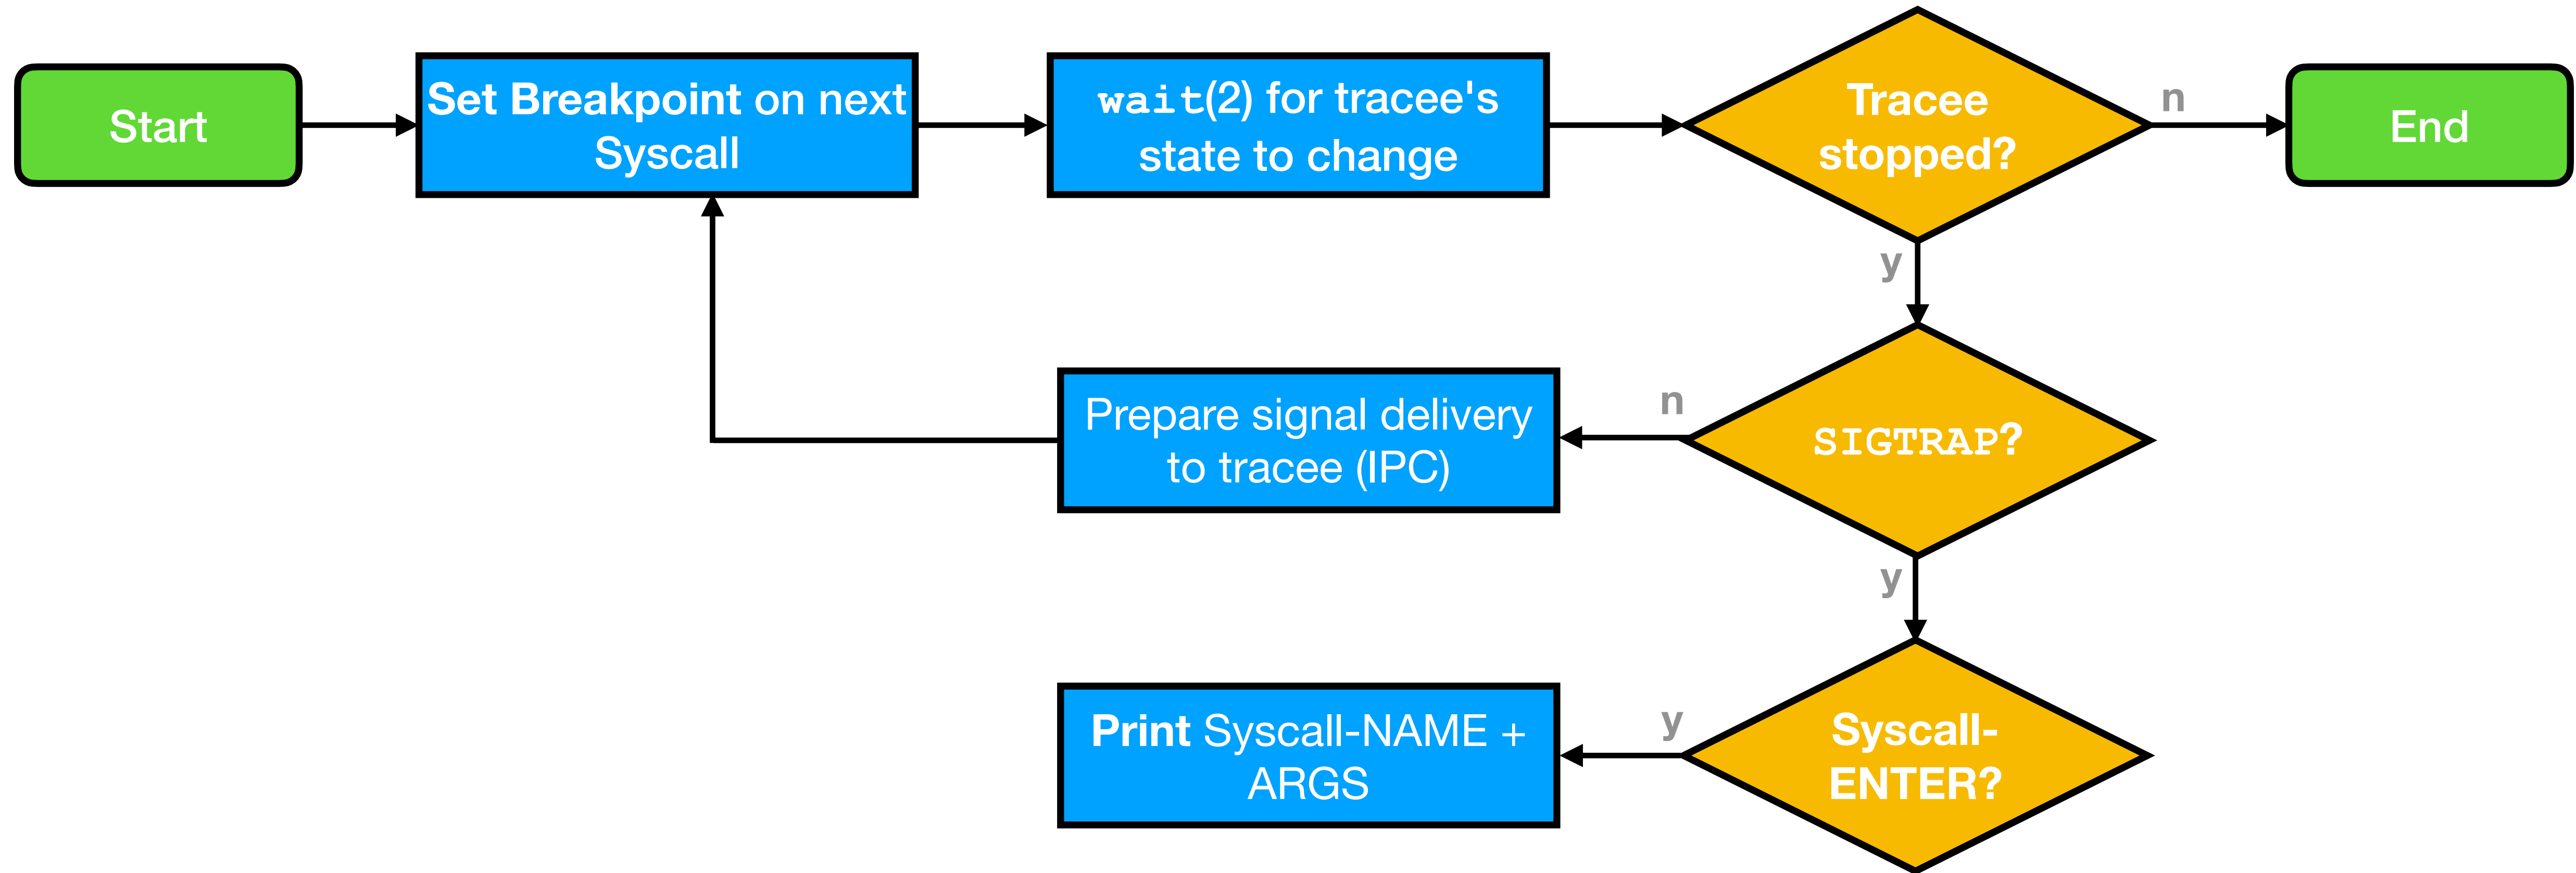 Start
Set Breakpoint on next
Syscall
wait(2) for tracee's
state to change
Tracee
stopped?
n
End
y
Prepare signal delivery
to tracee (IPC)
n
SIGTRAP?
y
Print Syscall-NAME +
ARGS
y
Syscall-
ENTER?